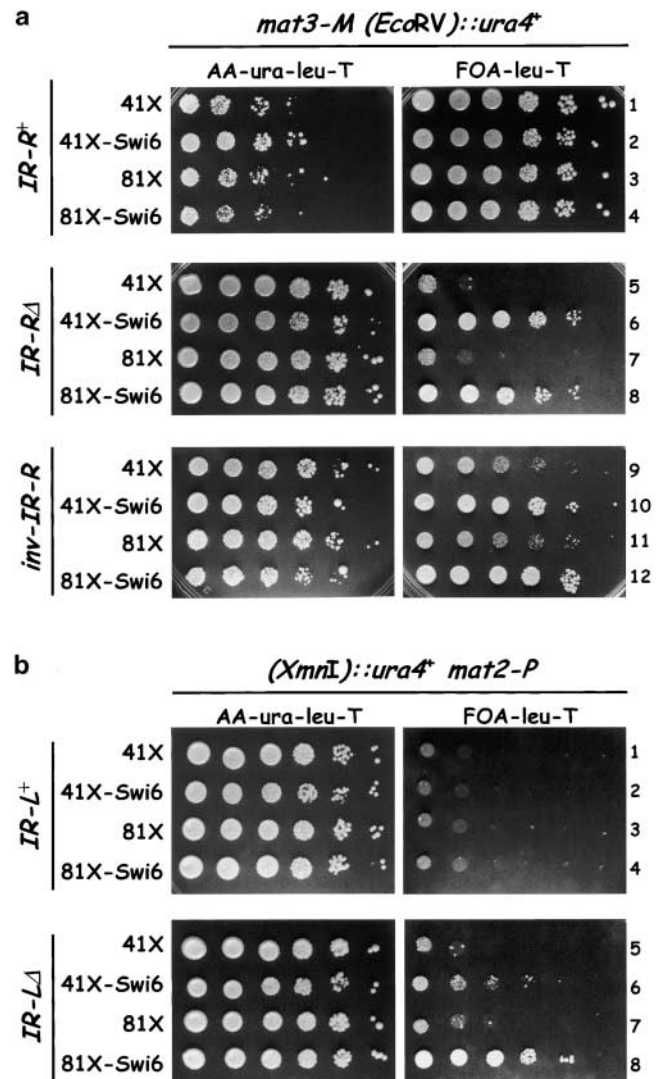 a
mat3-M (EcoRV)::ura4⁺
AA-ura-leu-T FOA-leu-T
IR-R⁺
41X 1
41X-Swi6 2
81X 3
81X-Swi6 4
IR-RΔ
41X 5
41X-Swi6 6
81X 7
81X-Swi6 8
inv-IR-R
41X 9
41X-Swi6 10
81X 11
81X-Swi6 12
b
(XmnI)::ura4⁺ mat2-P
AA-ura-leu-T FOA-leu-T
IR-L⁺
41X 1
41X-Swi6 2
81X 3
81X-Swi6 4
IR-LΔ
41X 5
41X-Swi6 6
81X 7
81X-Swi6 8